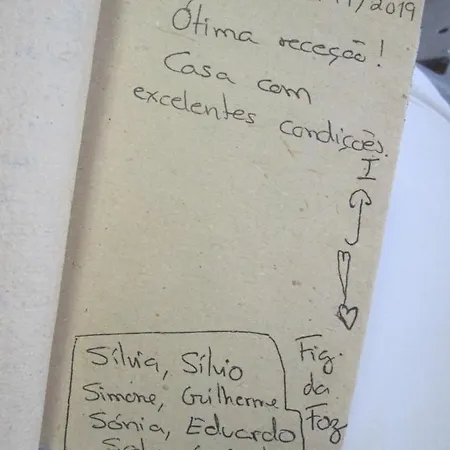 /2019
Ótima receção!
Casa com
excelentes condições.
I
Sílvia, Sílvio
Simone, Guilherme
Sónia, Eduardo
Fig.
da
Foz